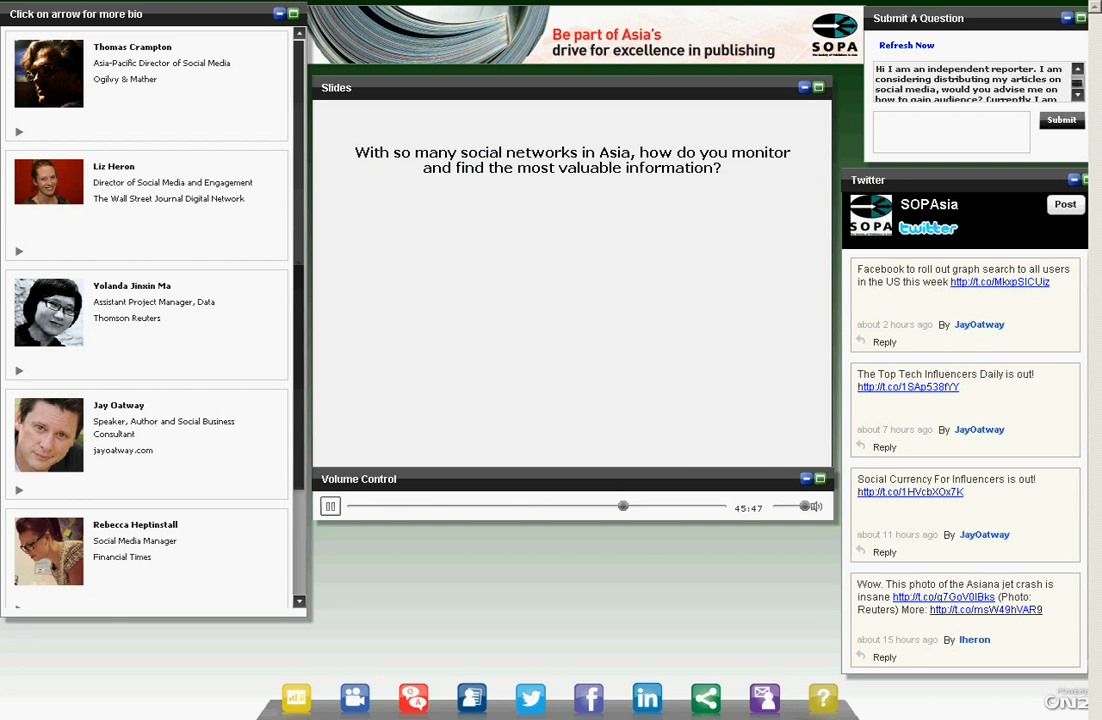 Click on arrow for more bio
Thomas Crampton
Asia-Pacific Director of Social Media
Ogilvy & Mather
Liz Heron
Director of Social Media and Engagement
The Wall Street Journal Digital Network
Yolanda Jinxin Ma
Assistant Project Manager, Data
Thomson Reuters
Jay Oatway
Speaker, Author and Social Business
Consultant
jayoatway.com
Rebecca Heptinstall
Social Media Manager
Financial Times
Be part of Asia's
drive for excellence in publishing
SOPA
Slides
With so many social networks in Asia, how do you monitor
and find the most valuable information?
Volume Control
45:47
Submit A Question
Refresh Now
Hi I am an independent reporter. I am
considering distributing my articles on
social media, would you advise me on
how to gain audience? Currently I am
Submit
Twitter
SOPA
SOPAsia
twitter
Post
Facebook to roll out graph search to all users
in the US this week http://t.co/MkxpSICUiz
about 2 hours ago By JayOatway
Reply
The Top Tech Influencers Daily is out!
http://t.co/1SAp538fYY
about 7 hours ago By JayOatway
Reply
Social Currency For Influencers is out!
http://t.co/1HVcbXOx7K
about 11 hours ago By JayOatway
Reply
Wow. This photo of the Asiana jet crash is
insane http://t.co/q7GoV0IBks (Photo:
Reuters) More: http://t.co/msW49hVAR9
about 15 hours ago By lheron
Reply
Q
A
in
?
POWERED
ON2